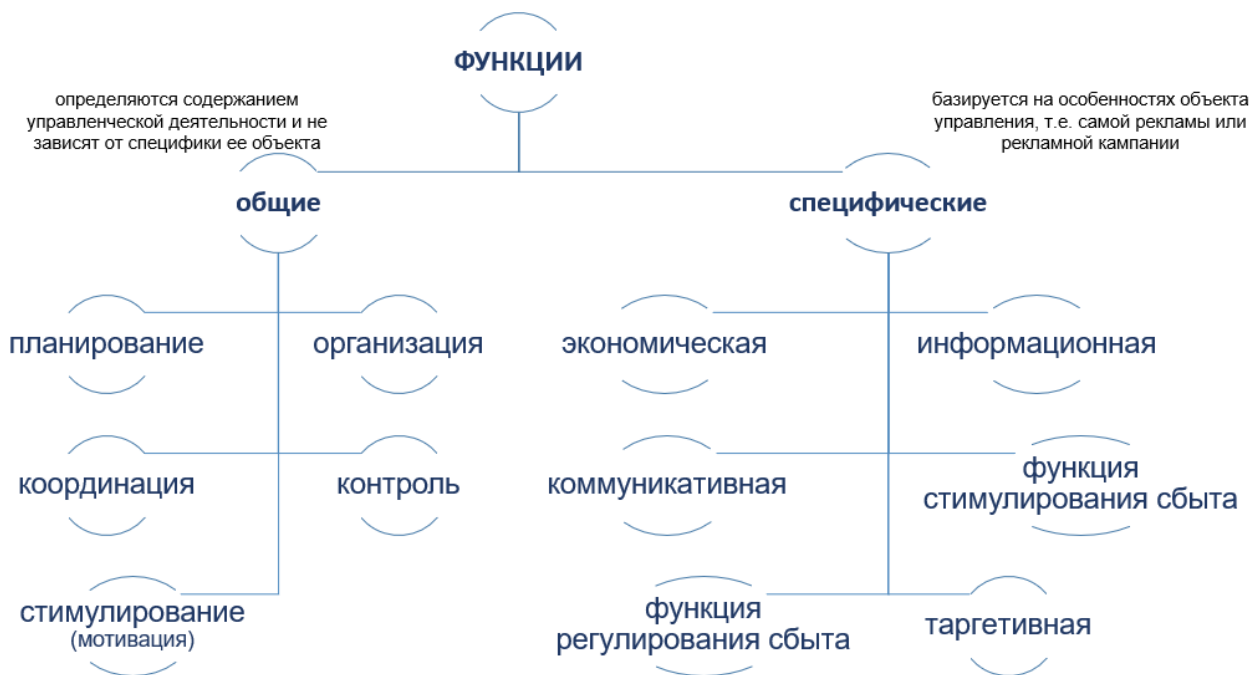 ФУНКЦИИ
определяются содержанием
управленческой деятельности и не
зависят от специфики ее объекта
базируется на особенностях объекта
управления, т.е. самой рекламы или
рекламной кампании
общие
специфические
планирование
организация
экономическая
информационная
координация
контроль
коммуникативная
функция
стимулирования сбыта
стимулирование
(мотивация)
функция
регулирования сбыта
таргетивная